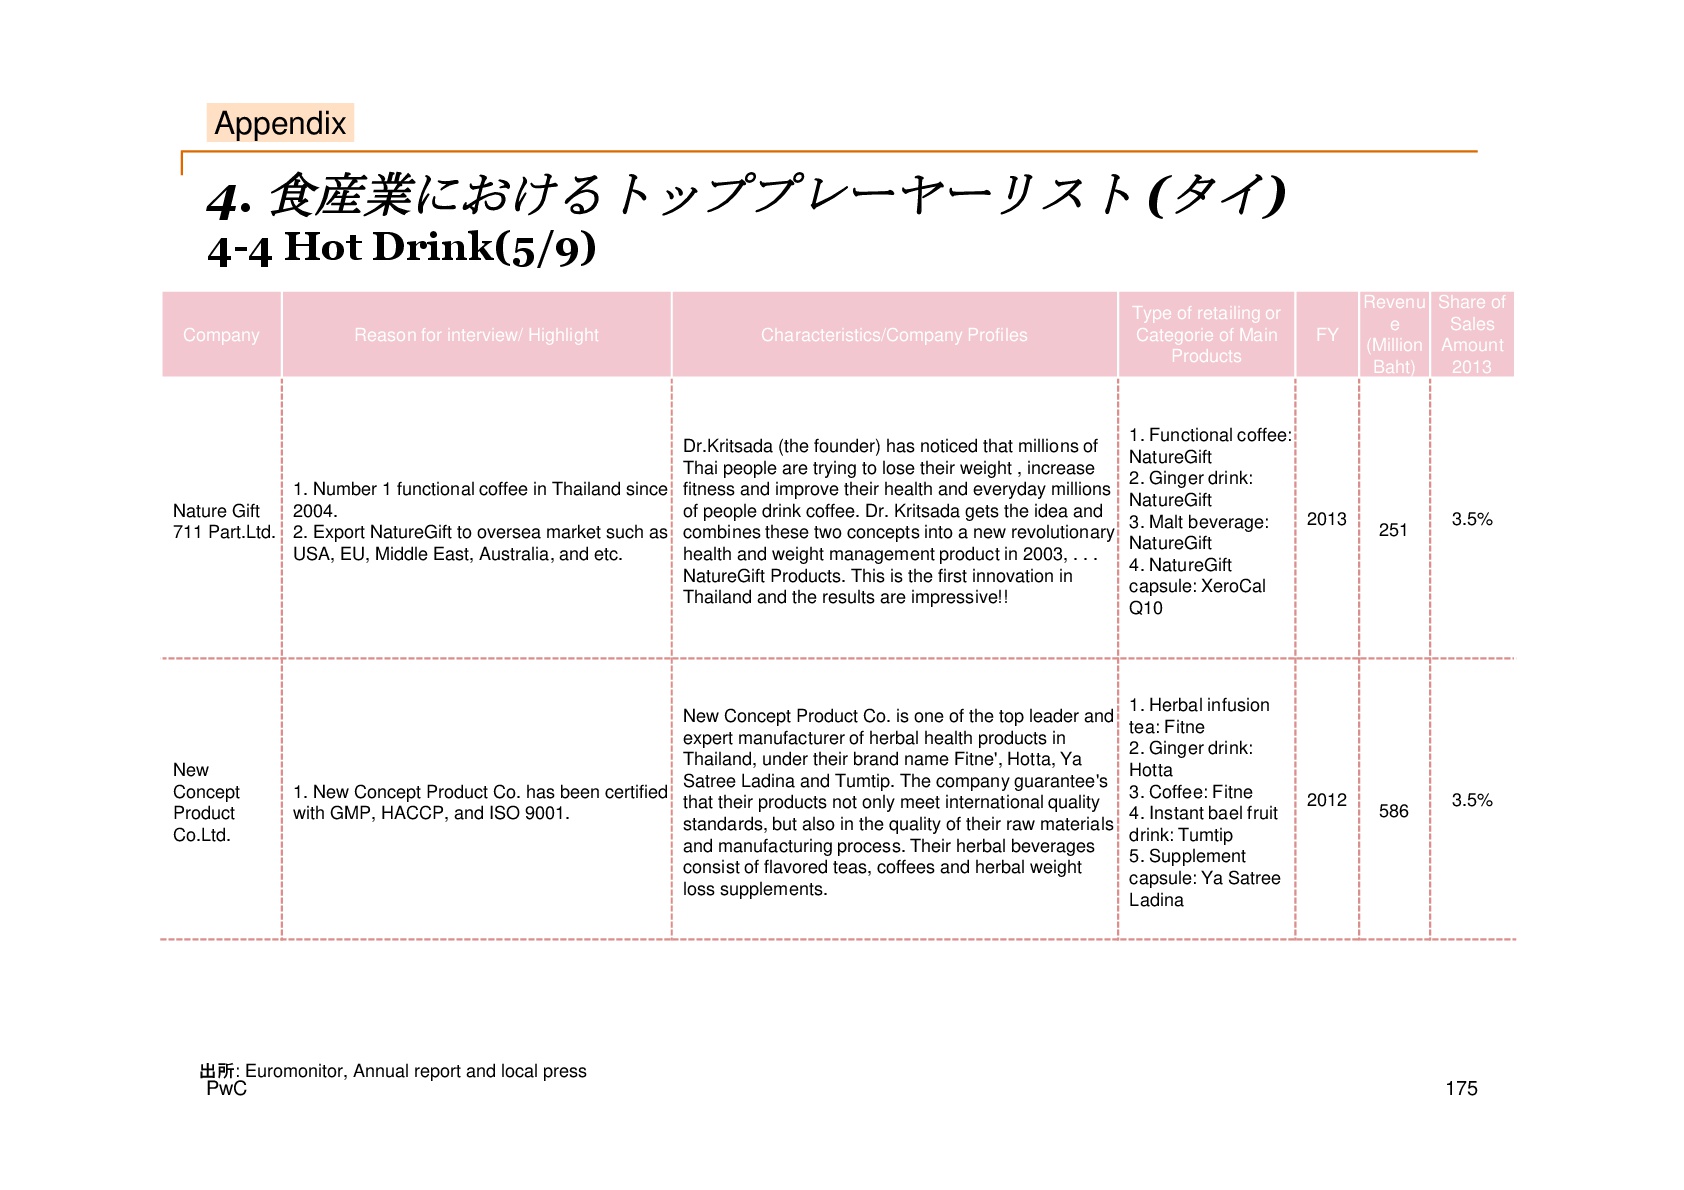 Appendix
4. 食産業におけるトッププレーヤーリスト(タイ)
4-4 Hot Drink(5/9)
Company
Reason for interview/ Highlight
Characteristics/Company Profiles
Type of retailing or
Categorie of Main
Products
FY
Revenu
e
(Million
Baht)
Share of
Sales
Amount
2013
Nature Gift
711 Part.Ltd.
1. Number 1 functional coffee in Thailand since
2004.
2. Export NatureGift to oversea market such as
USA, EU, Middle East, Australia, and etc.
Dr.Kritsada (the founder) has noticed that millions of
Thai people are trying to lose their weight , increase
fitness and improve their health and everyday millions
of people drink coffee. Dr. Kritsada gets the idea and
combines these two concepts into a new revolutionary
health and weight management product in 2003, . . .
NatureGift Products. This is the first innovation in
Thailand and the results are impressive!!
1. Functional coffee:
NatureGift
2. Ginger drink:
NatureGift
3. Malt beverage:
NatureGift
4. NatureGift
capsule: XeroCal
Q10
2013
251
3.5%
New
Concept
Product
Co.Ltd.
1. New Concept Product Co. has been certified
with GMP, HACCP, and ISO 9001.
New Concept Product Co. is one of the top leader and
expert manufacturer of herbal health products in
Thailand, under their brand name Fitne', Hotta, Ya
Satree Ladina and Tumtip. The company guarantee's
that their products not only meet international quality
standards, but also in the quality of their raw materials
and manufacturing process. Their herbal beverages
consist of flavored teas, coffees and herbal weight
loss supplements.
1. Herbal infusion
tea: Fitne
2. Ginger drink:
Hotta
3. Coffee: Fitne
4. Instant bael fruit
drink: Tumtip
5. Supplement
capsule: Ya Satree
Ladina
2012
586
3.5%
出所: Euromonitor, Annual report and local press
PwC
175